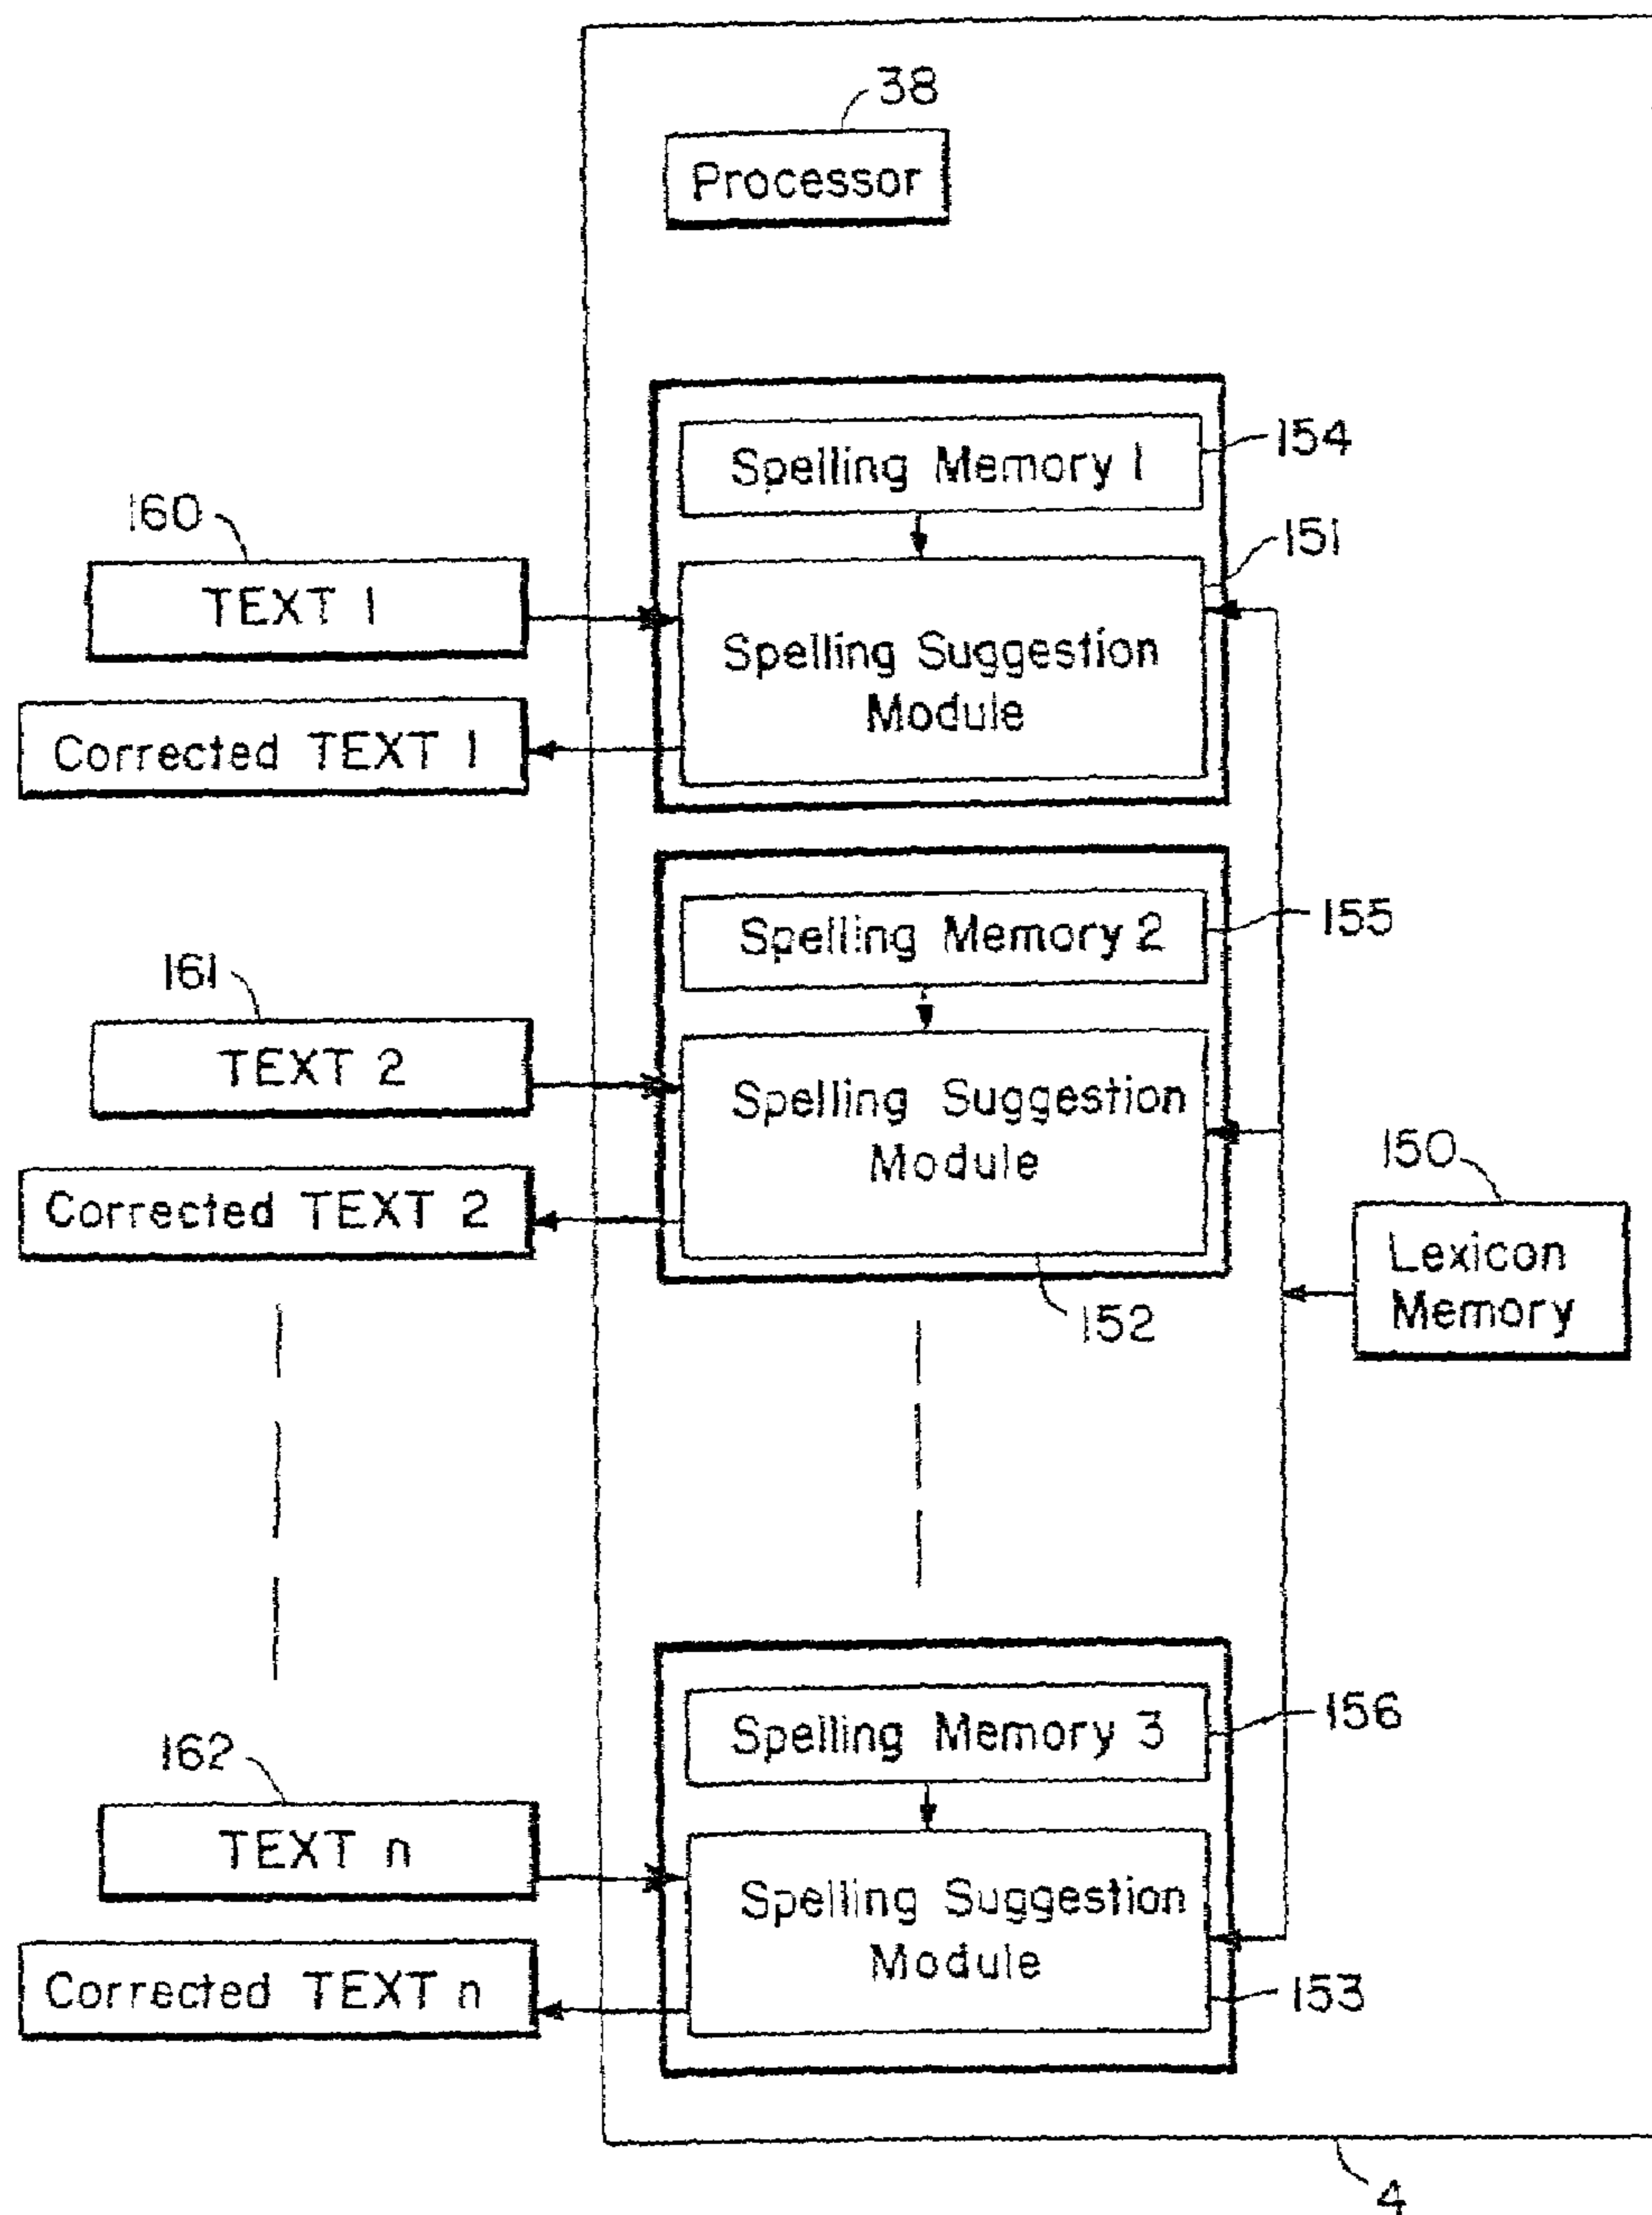 38
Processor
Spelling Memory 1
154
160
151
TEXT 1
Spelling Suggestion
Module
Corrected TEXT 1
Spelling Memory 2
155
161
TEXT 2
Spelling Suggestion
Module
150
Corrected TEXT 2
Lexicon
Memory
152
Spelling Memory 3
156
162
TEXT n
Spelling Suggestion
Module
Corrected TEXT n
153
4